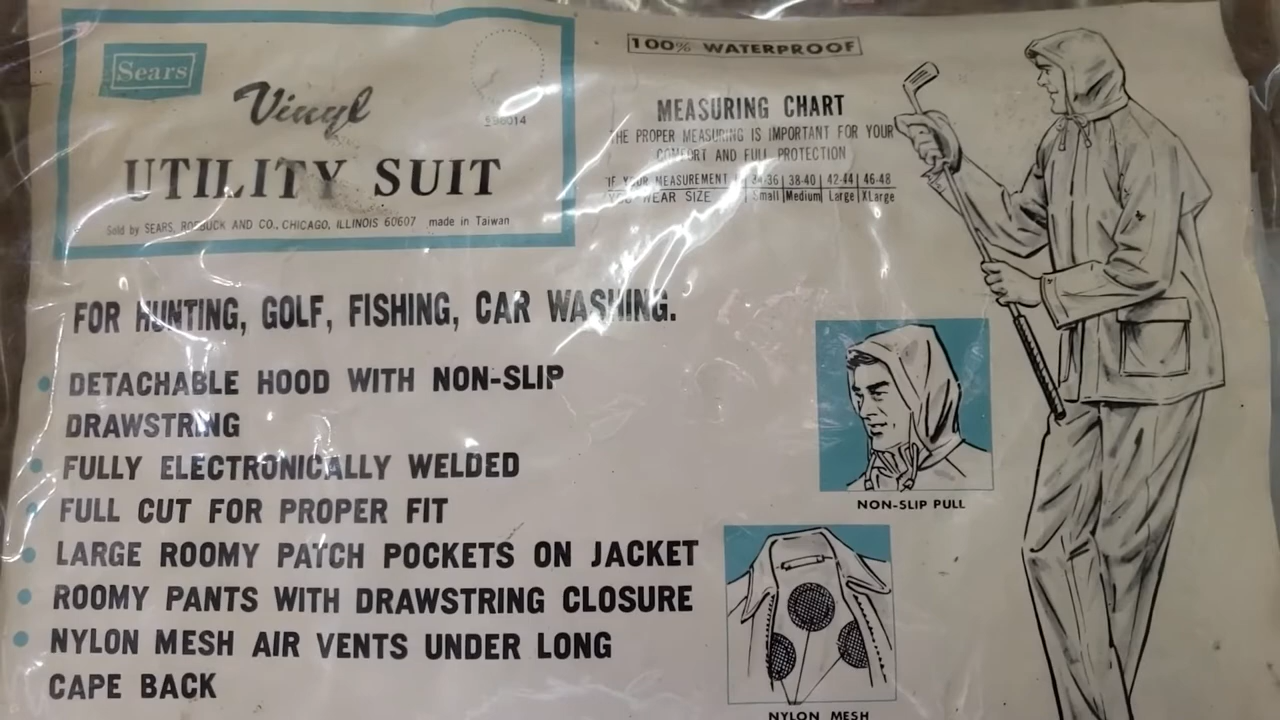 Sears
Vinyl
UTILITY SUIT
Sold by SEARS, ROEBUCK AND CO., CHICAGO, ILLINOIS 60607 made in Taiwan
100% WATERPROOF
MEASURING CHART
THE PROPER MEASURING IS IMPORTANT FOR YOUR
COMFORT AND FULL PROTECTION
IF YOUR MEASUREMENT | 34-36 | 38-40 | 42-44 | 46-48
YOU WEAR SIZE | Small | Medium | Large | XLarge
FOR HUNTING, GOLF, FISHING, CAR WASHING.
• DETACHABLE HOOD WITH NON-SLIP
DRAWSTRING
• FULLY ELECTRONICALLY WELDED
• FULL CUT FOR PROPER FIT
• LARGE ROOMY PATCH POCKETS ON JACKET
• ROOMY PANTS WITH DRAWSTRING CLOSURE
• NYLON MESH AIR VENTS UNDER LONG
CAPE BACK
NON-SLIP PULL
NYLON MESH